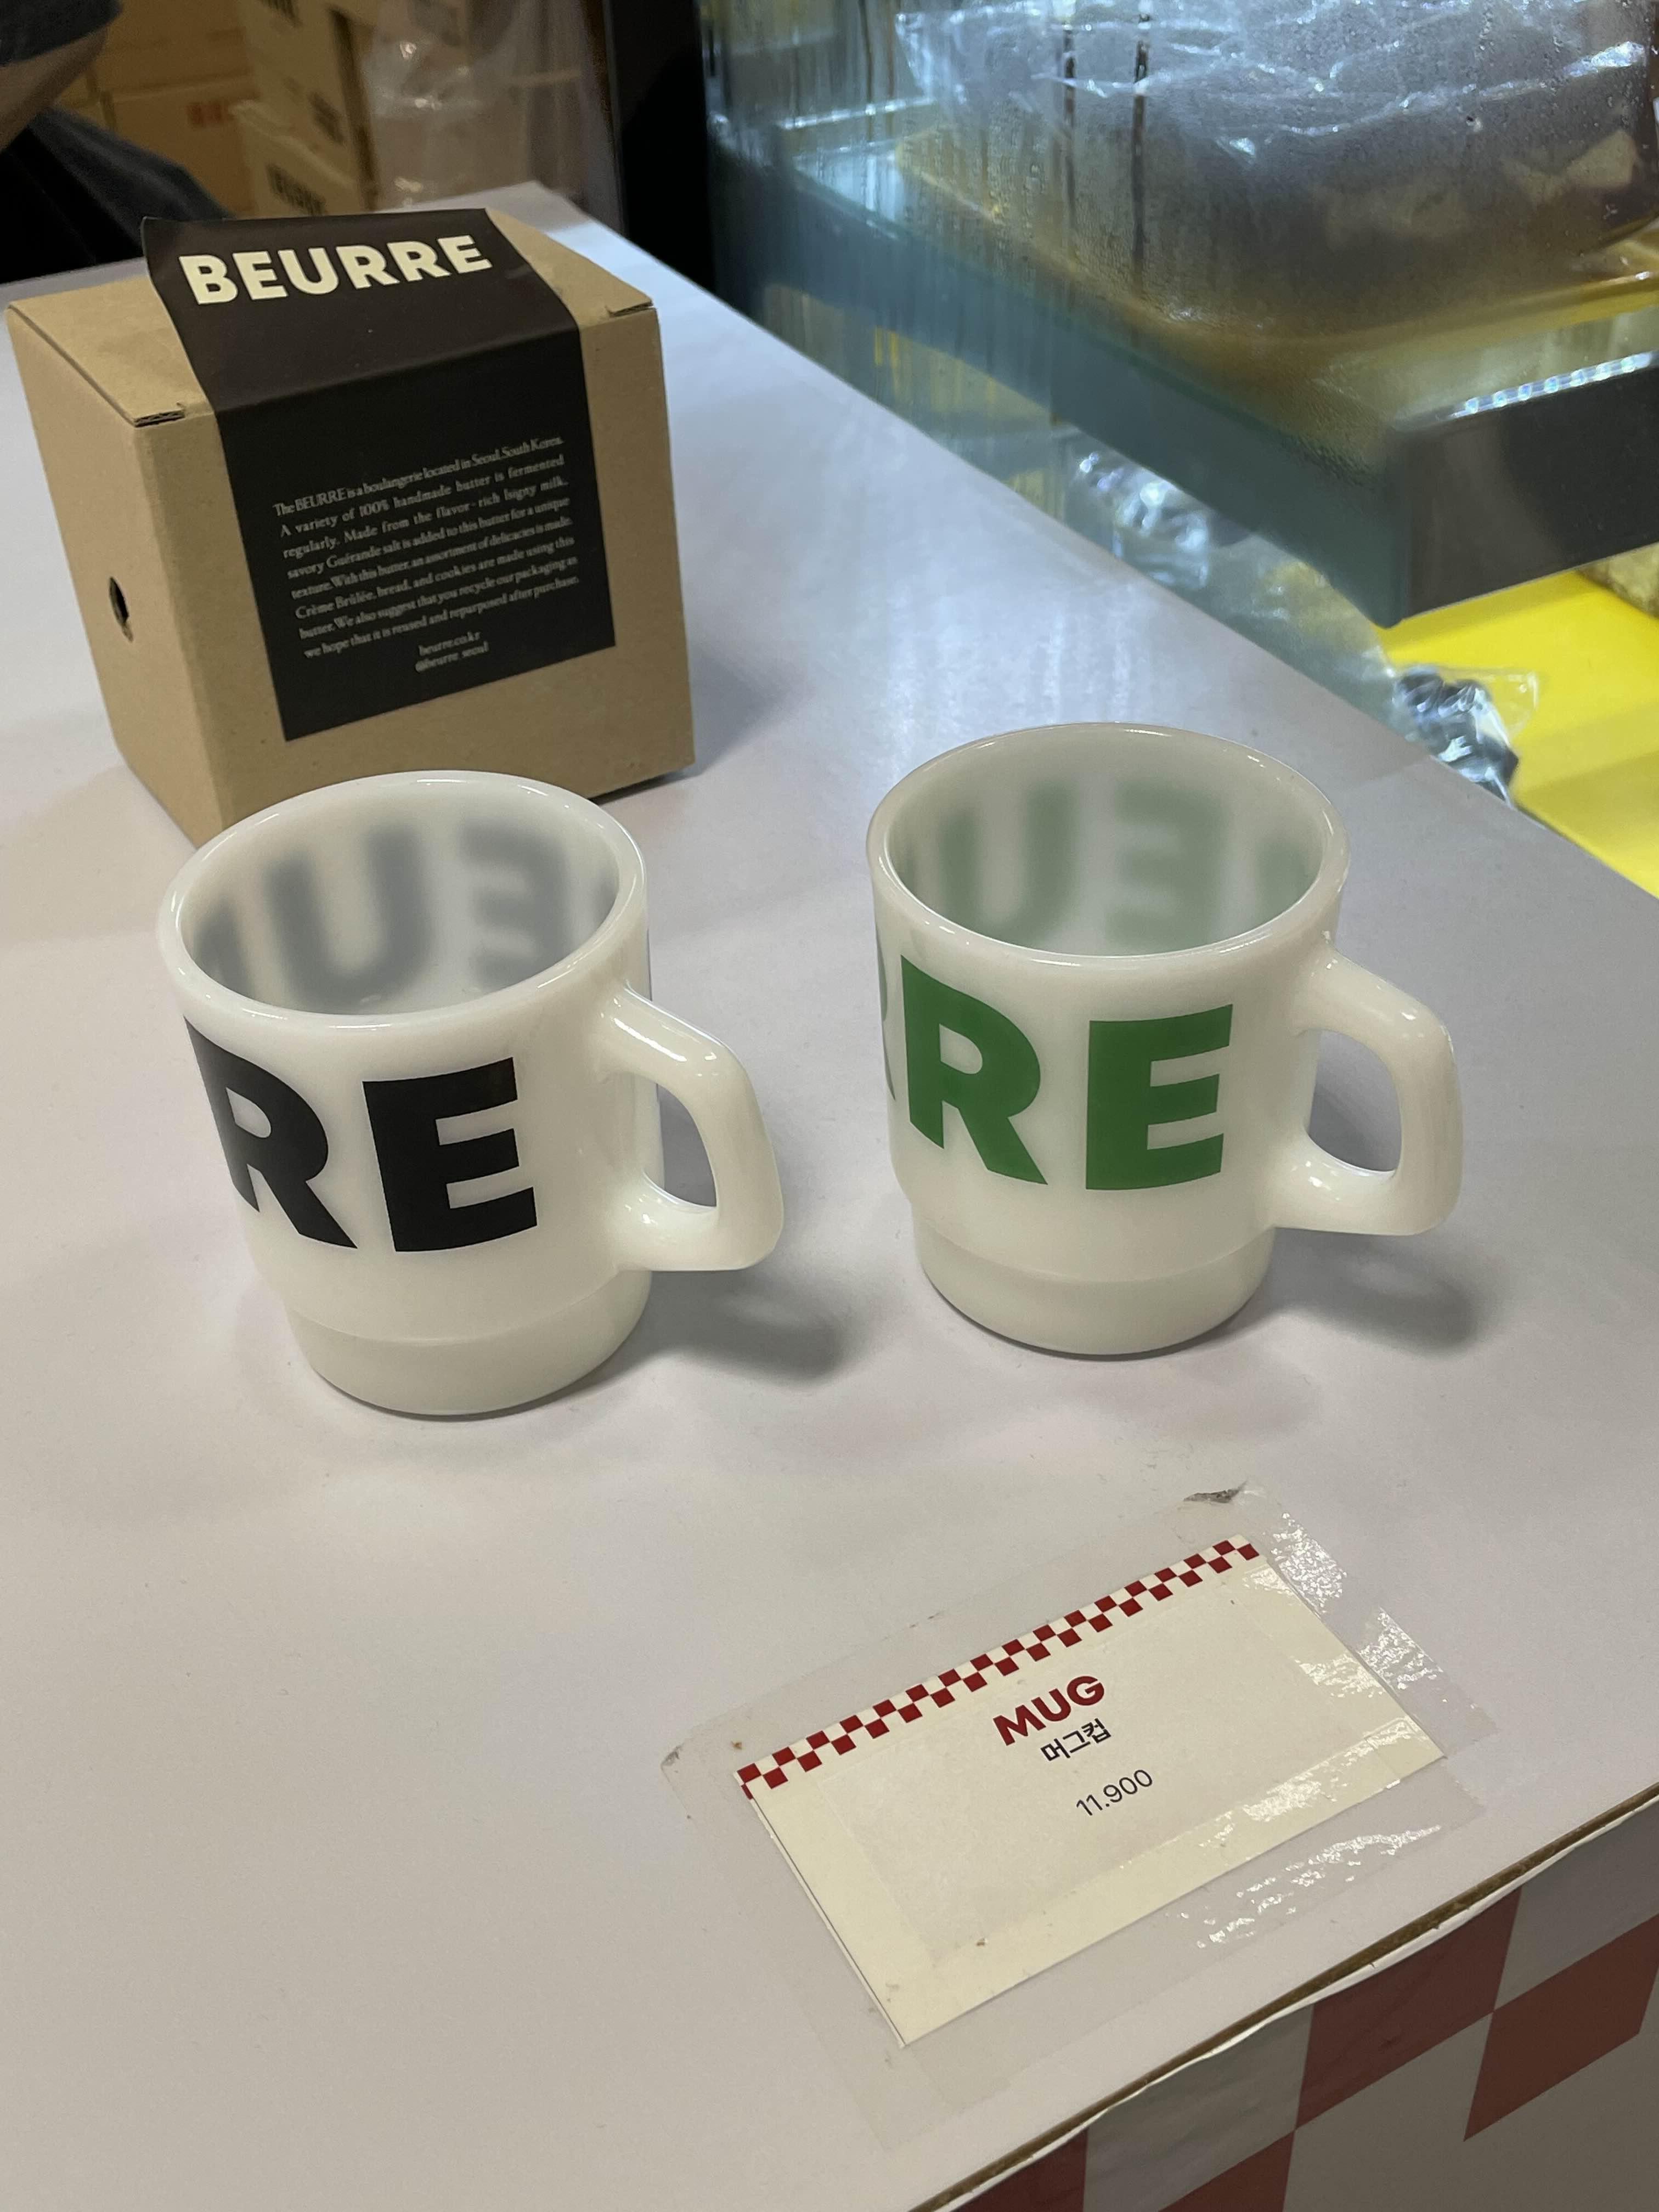 BEURRE
The BEURRE is a boulangerie located in Seoul, South Korea.
A variety of 100% handmade butter is fermented
regularly. Made from the flavor-rich Isigny milk,
savory Guérande salt is added to this butter for a unique
texture. With this butter, an assortment of delicacies is made.
Crème Brûlée, bread, and cookies are made using this
butter. We also suggest that you recycle our packaging as
we hope that it is reused and repurposed after purchase.
beurre.co.kr
@beurre_seoul
RE
RRE
MUG
머그컵
11.900